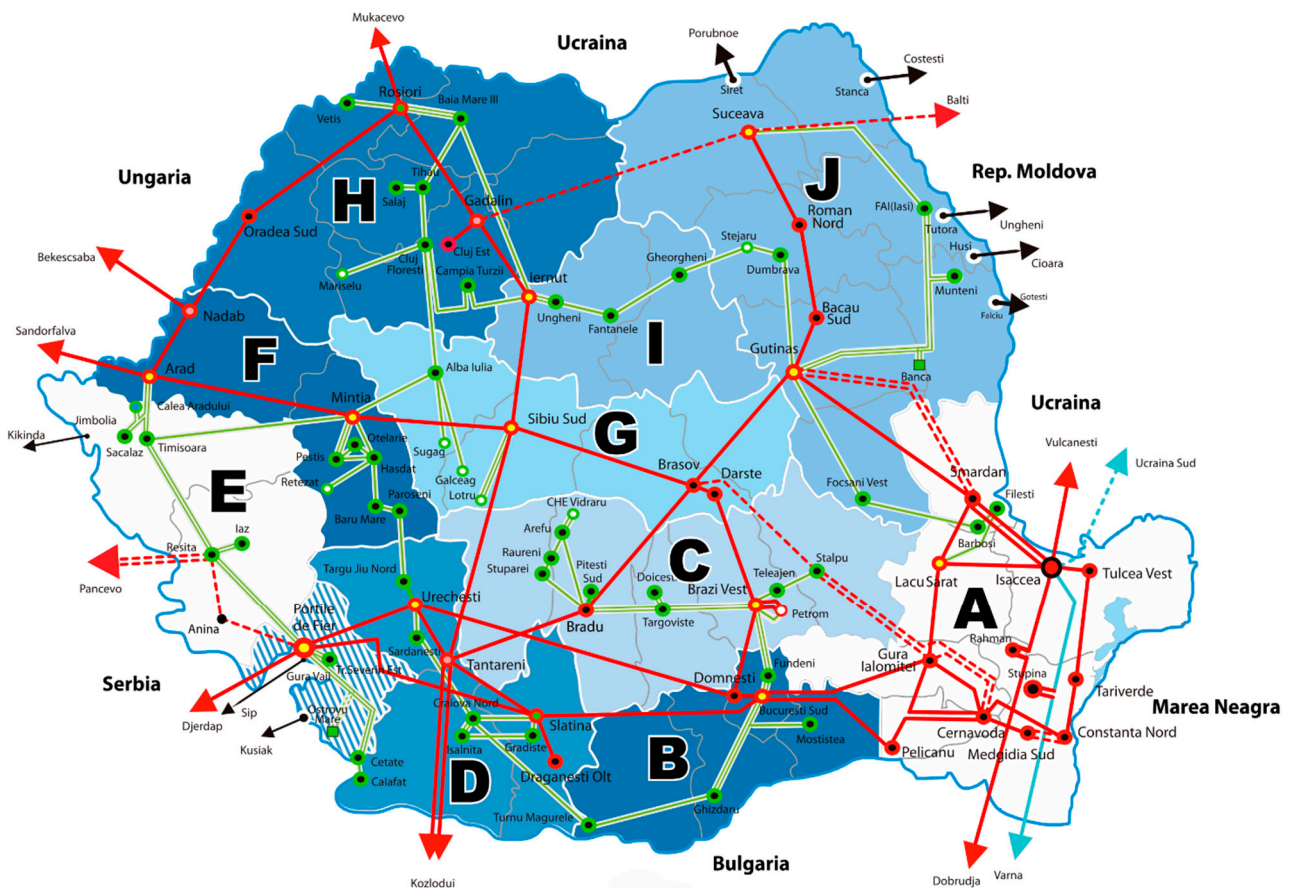 Mukacevo
Ucraina
Porubnoe
Costesti
Siret
Stanca
Rosiori
Baia Mare III
Vetis
Suceava
Balti
Ungaria
Tihau
Salaj
H
Gadalin
J
Rep. Moldova
Oradea Sud
Cluj Est
Cluj
Floresti
Mariselu
Campia Turzii
Roman
Nord
FAI(Iasi)
Tutora
Ungheni
Husi
Cioara
Stejaru
Dumbrava
Gheorgheni
Munteni
Bekescsaba
Iernut
Ungheni
Fantanele
Nadab
Bacau
Sud
Gotesti
Falciu
Sandorfalva
I
Gutinas
F
Arad
Alba Iulia
Banca
Calea Aradului
Mintia
Ucraina
Jimbolia
Kikinda
Sacalaz
Timisoara
Otelane
Pestis
Hasdat
Sugag
Sibiu Sud
G
Vulcanesti
Ucraina Sud
Retezat
Galceag
Lotru
Brasov
Darste
Smardan
Filesti
E
Paroseni
Baru Mare
CHE Vidraru
Focsani Vest
Barbosi
Iaz
Resita
Arefu
Raureni
Stuparei
C
Stalpu
Pancevo
Targu Jiu Nord
Pitesti
Sud
Doicesti
Teleajen
Brazi Vest
Lacu Sarat
Isaccea
Tulcea Vest
A
Portile
de Fier
Anina
Urechesti
Bradu
Targoviste
Petrom
Rahman
Sardanesti
Tantareni
Fundeni
Gura
Ialomitei
Stupina
Tr.Severin Est
Gura Vaii
Serbia
Domnesti
Tariverde
Djerdap
Sip
Ostrovu
Mare
Craiova Nord
Slatina
Bucuresti Sud
Marea Neagra
Kusiak
Isalnita
Gradiste
Mostistea
Cernavoda
Constanta Nord
Pelicanu
Medgidia Sud
Cetate
Calafat
D
Draganesti Olt
B
Turnu Magurele
Ghizdaru
Kozlodui
Bulgaria
Dobrudja
Varna